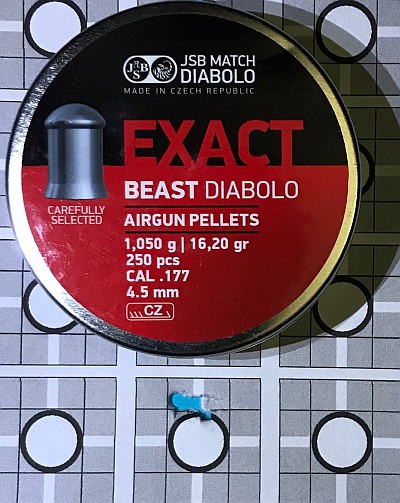 JSB JSB MATCH
DIABOLO
MADE IN CZECH REPUBLIC
EXACT
BEAST DIABOLO
CAREFULLY
SELECTED
AIRGUN PELLETS
1,050 g | 16,20 gr
250 pcs
CAL .177
4.5 mm
CZ